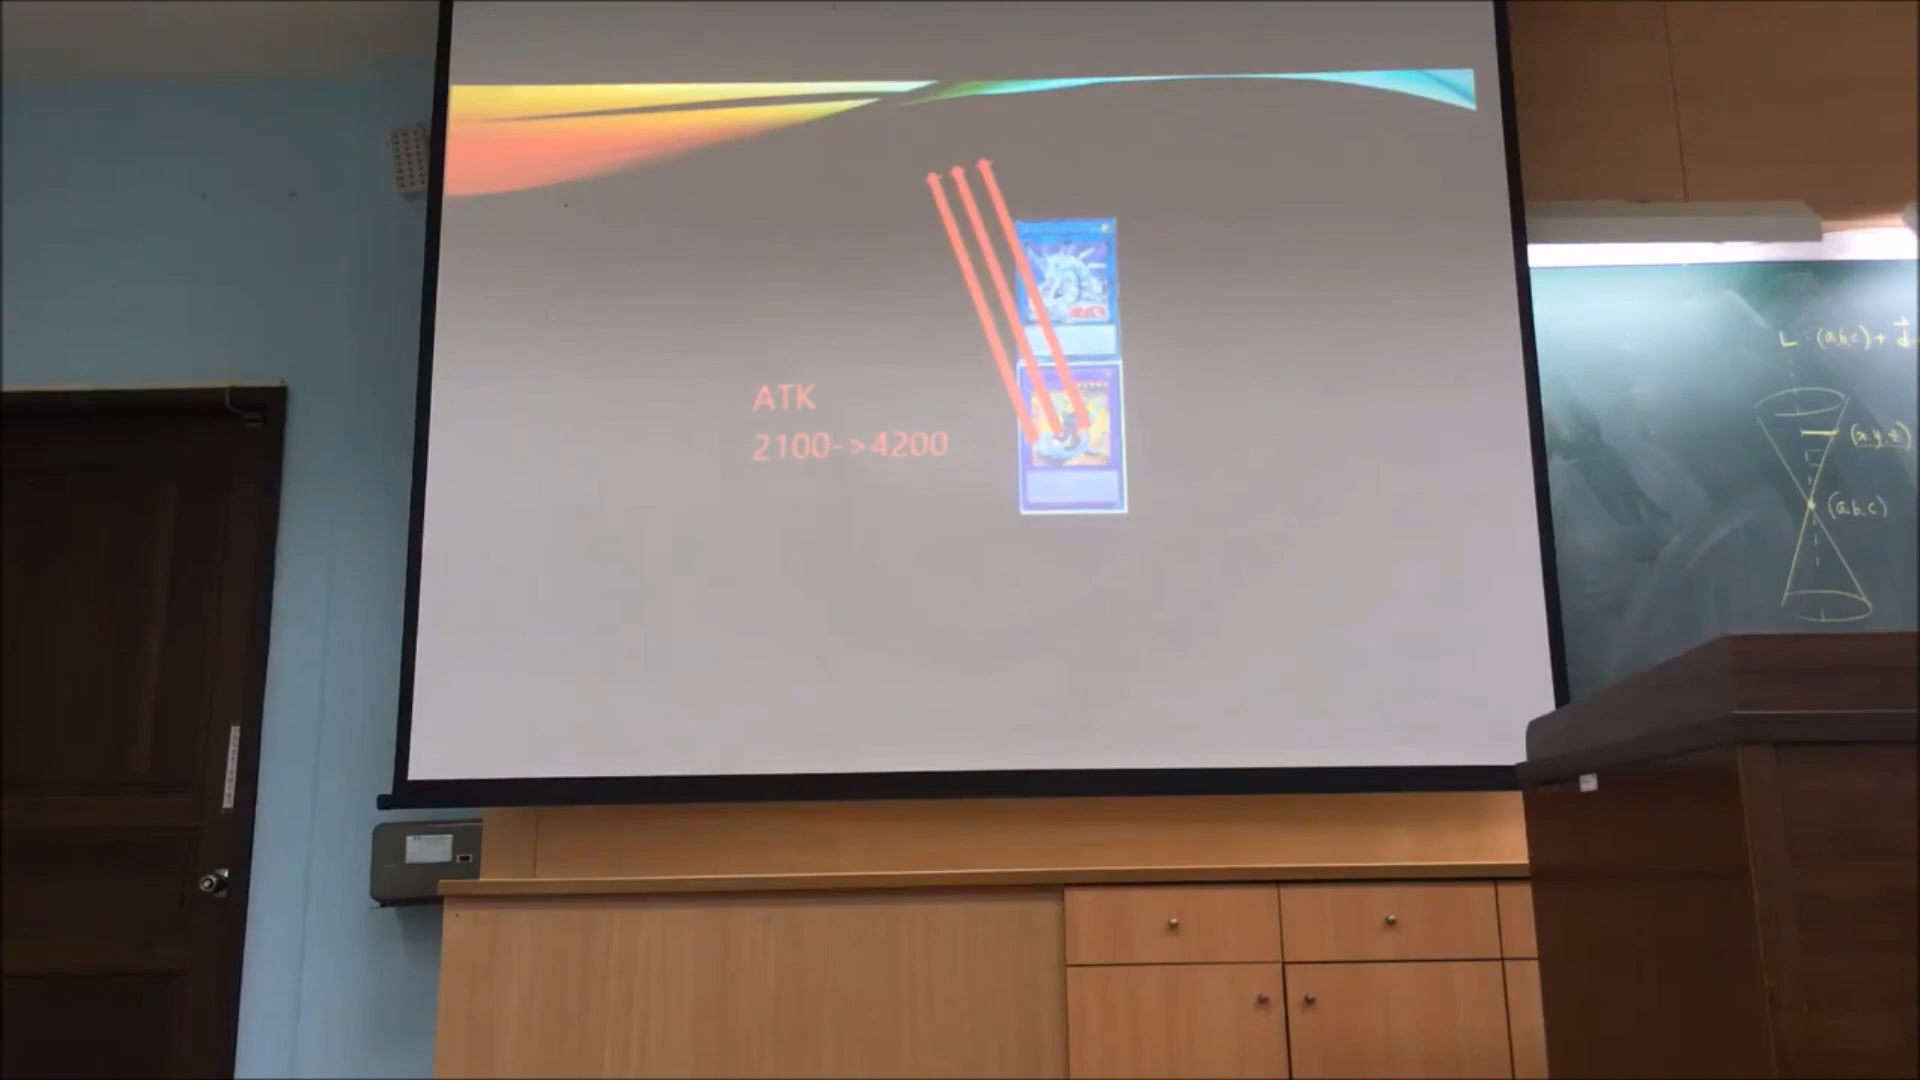 ATK
2100->4200
L : (a,b,c) + d
(x,y,z)
(a,b,c)